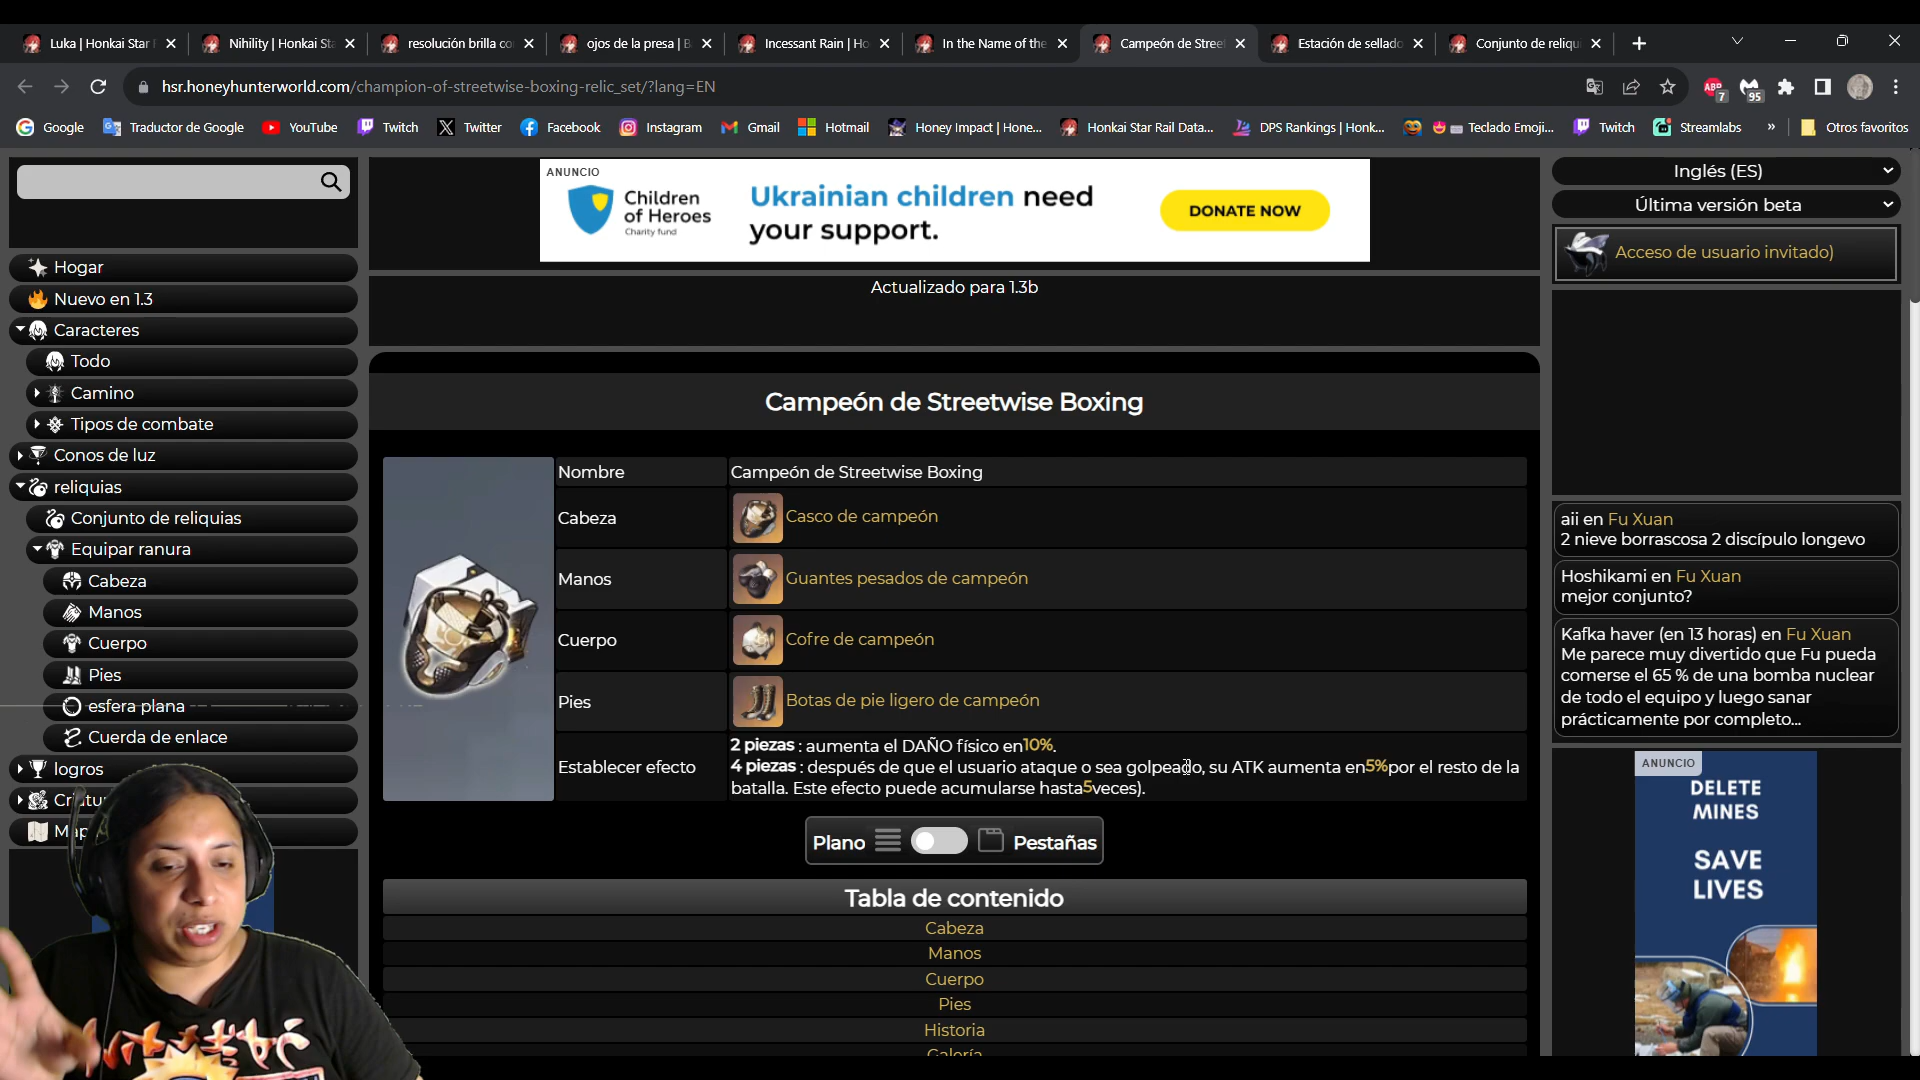 Luka | Honkai Star
Nihility | Honkai Sta
resolución brilla co
ojos de la presa | B
Incessant Rain | Ho
In the Name of the
Campeón de Street
Estación de sellado
Conjunto de reliqu
hsr.honeyhunterworld.com/champion-of-streetwise-boxing-relic_set/?lang=EN
ABP
7
95
Google
Traductor de Google
YouTube
Twitch
Twitter
Facebook
Instagram
Gmail
Hotmail
Honey Impact | Hone...
Honkai Star Rail Data...
DPS Rankings | Honk...
Teclado Emoji...
Twitch
Streamlabs
»
Otros favoritos
Hogar
Nuevo en 1.3
Caracteres
Todo
Camino
Tipos de combate
Conos de luz
reliquias
Conjunto de reliquias
Equipar ranura
Cabeza
Manos
Cuerpo
Pies
esfera plana
Cuerda de enlace
logros
Criatu
Map
ANUNCIO
Children
of Heroes
Charity fund
Ukrainian children need
your support.
DONATE NOW
Actualizado para 1.3b
Campeón de Streetwise Boxing
Nombre
Campeón de Streetwise Boxing
Cabeza
Casco de campeón
Manos
Guantes pesados de campeón
Cuerpo
Cofre de campeón
Pies
Botas de pie ligero de campeón
Establecer efecto
2 piezas : aumenta el DAÑO físico en10%.
4 piezas : después de que el usuario ataque o sea golpeado, su ATK aumenta en5%por el resto de la
batalla. Este efecto puede acumularse hasta5veces).
Plano
Pestañas
Tabla de contenido
Cabeza
Manos
Cuerpo
Pies
Historia
Galería
Inglés (ES)
Última versión beta
Acceso de usuario invitado)
aii en Fu Xuan
2 nieve borrascosa 2 discípulo longevo
Hoshikami en Fu Xuan
mejor conjunto?
Kafka haver (en 13 horas) en Fu Xuan
Me parece muy divertido que Fu pueda
comerse el 65 % de una bomba nuclear
de todo el equipo y luego sanar
prácticamente por completo...
ANUNCIO
DELETE
MINES
SAVE
LIVES